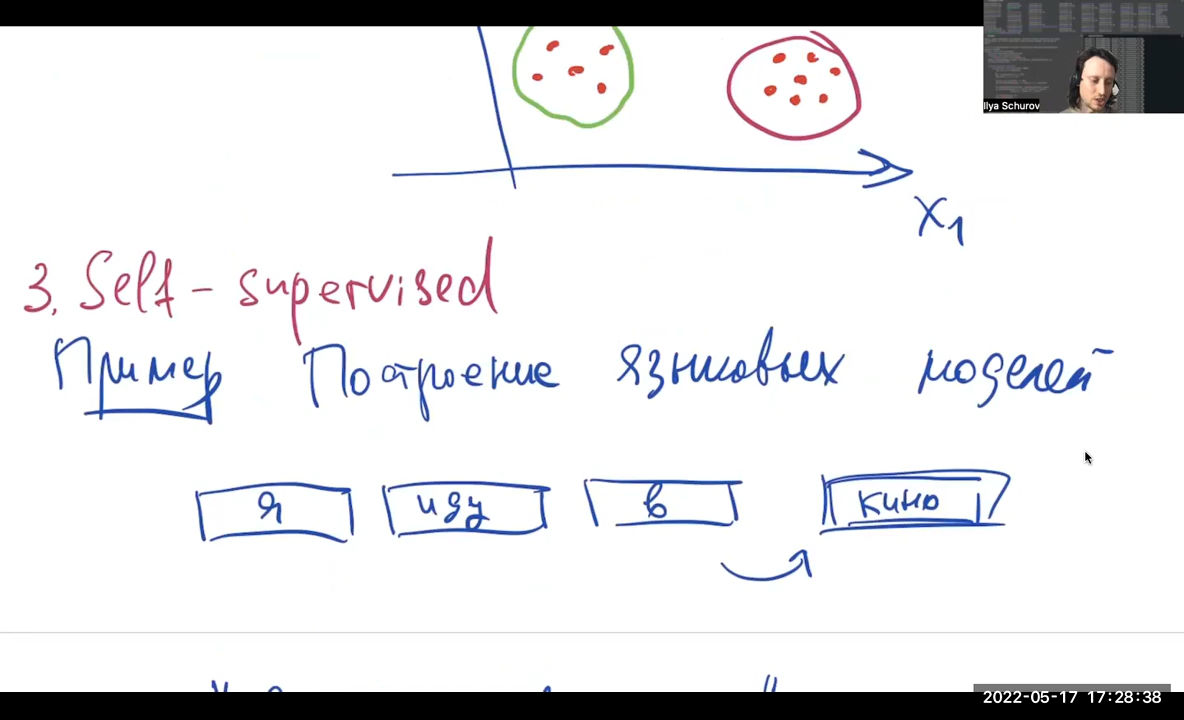 Ilya Schurov
x1
3. Self-supervised
Пример Построение языковых моделей
я иду в кино
2022-05-17 17:28:38